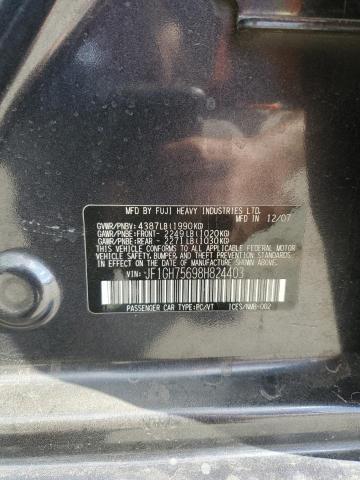 MFD. BY FUJI HEAVY INDUSTRIES LTD.
MFD IN 12/07
GVWR/PNBV: 4387LB(1990KG)
GAWR/PNBE:FRONT- 2249LB(1020KG)
GAWR/PNBE:REAR - 2271LB(1030KG)
THIS VEHICLE CONFORMS TO ALL
APPLICABLE FEDERAL MOTOR
VEHICLE SAFETY, BUMPER, AND
THEFT PREVENTION STANDARDS
IN EFFECT ON THE DATE OF
MANUFACTURE SHOWN ABOVE.
VIN: JF1GH75698H824403
PASSENGER CAR TYPE:PC/VT ICES/NMB-002